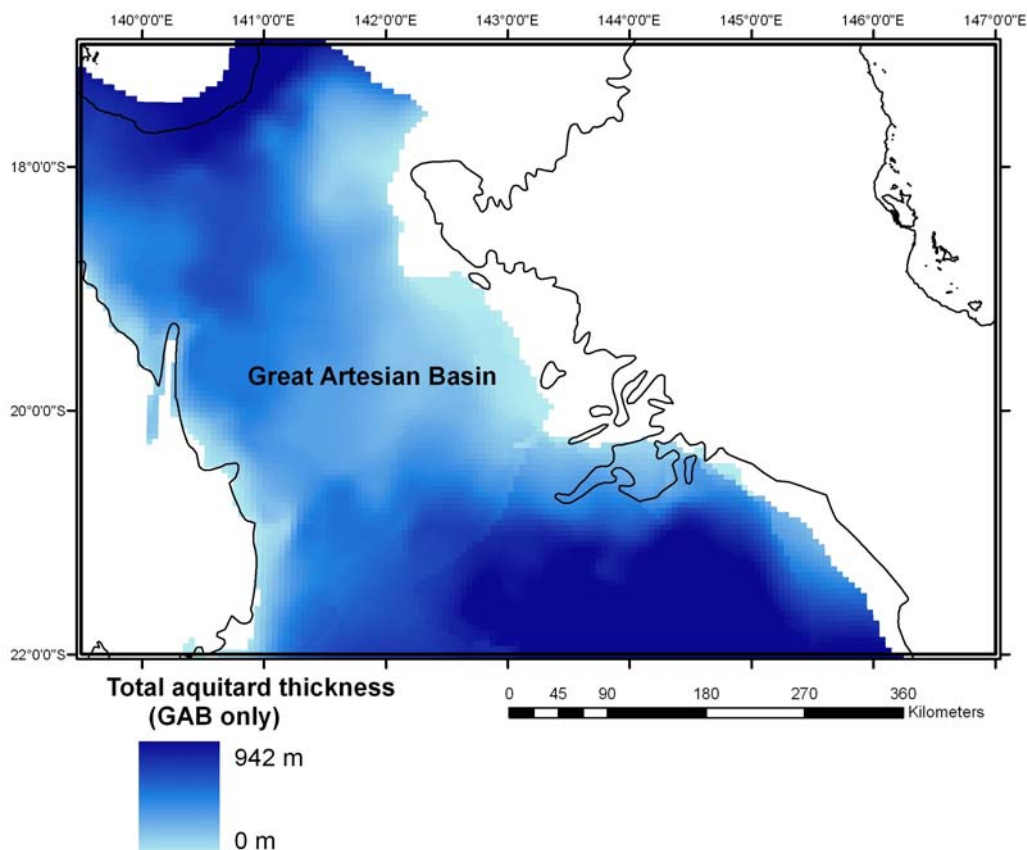 140°0'0"E 141°0'0"E 142°0'0"E 143°0'0"E 144°0'0"E 145°0'0"E 146°0'0"E 147°0'0"E
18°0'0"S
Great Artesian Basin
20°0'0"S
22°0'0"S
Total aquitard thickness
(GAB only)
942 m
0 m
0 45 90 180 270 360
Kilometers